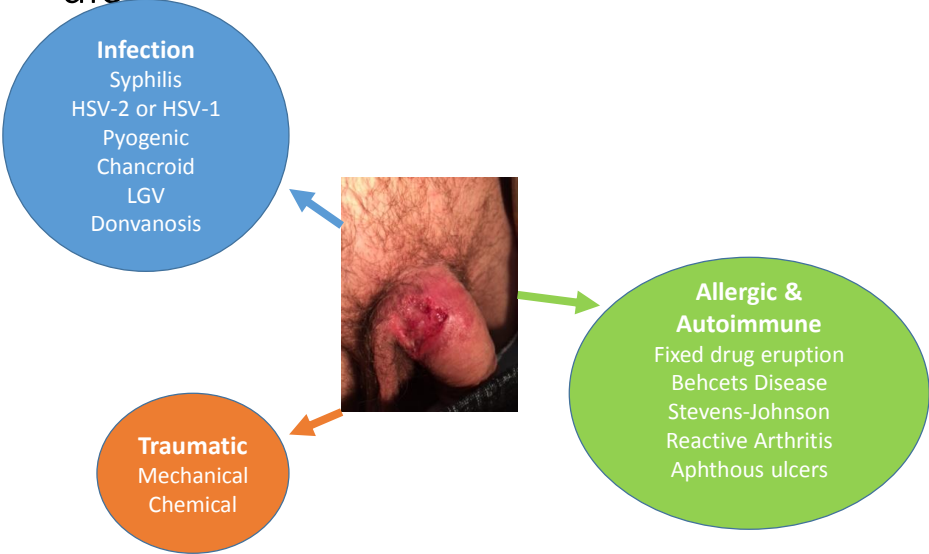 Infection
Syphilis
HSV-2 or HSV-1
Pyogenic
Chancroid
LGV
Donvanosis
Allergic &
Autoimmune
Fixed drug eruption
Behcets Disease
Stevens-Johnson
Reactive Arthritis
Aphthous ulcers
Traumatic
Mechanical
Chemical